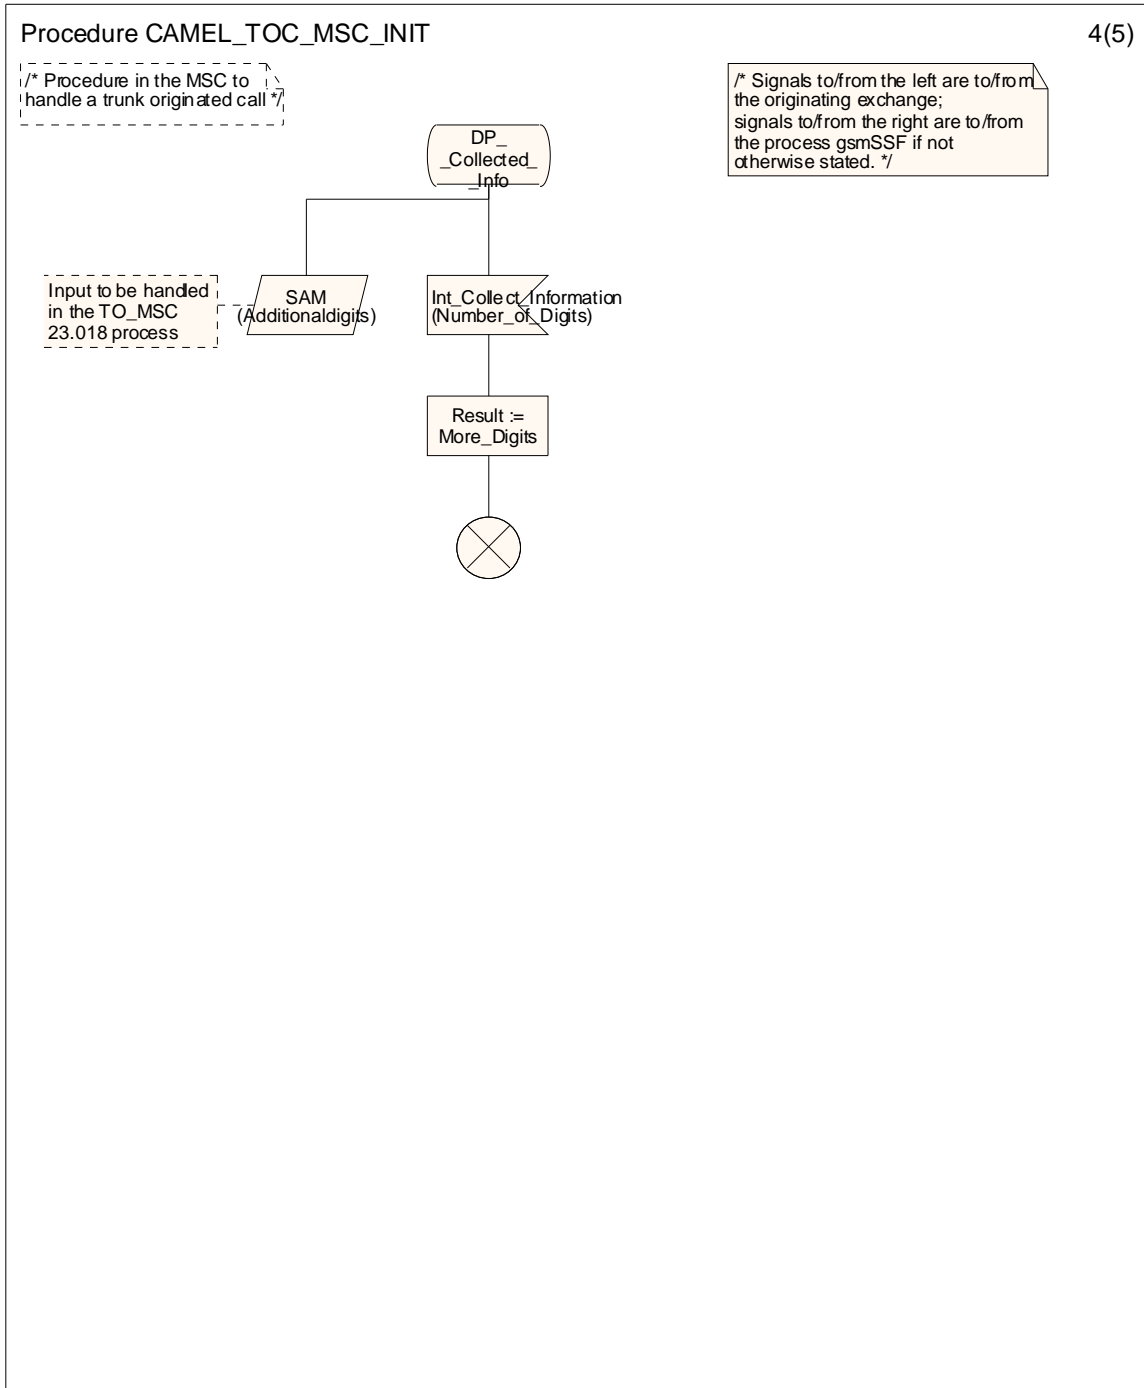 Procedure CAMEL_TOC_MSC_INIT
4(5)
/* Procedure in the MSC to
handle a trunk originated call */
/* Signals to/from the left are to/from
the originating exchange;
signals to/from the right are to/from
the process gsmSSF if not
otherwise stated. */
DP_
_Collected_
_Info
Input to be handled
in the TO_MSC
23.018 process
SAM
(Additionaldigits)
Int_Collect_Information
(Number_of_Digits)
Result :=
More_Digits